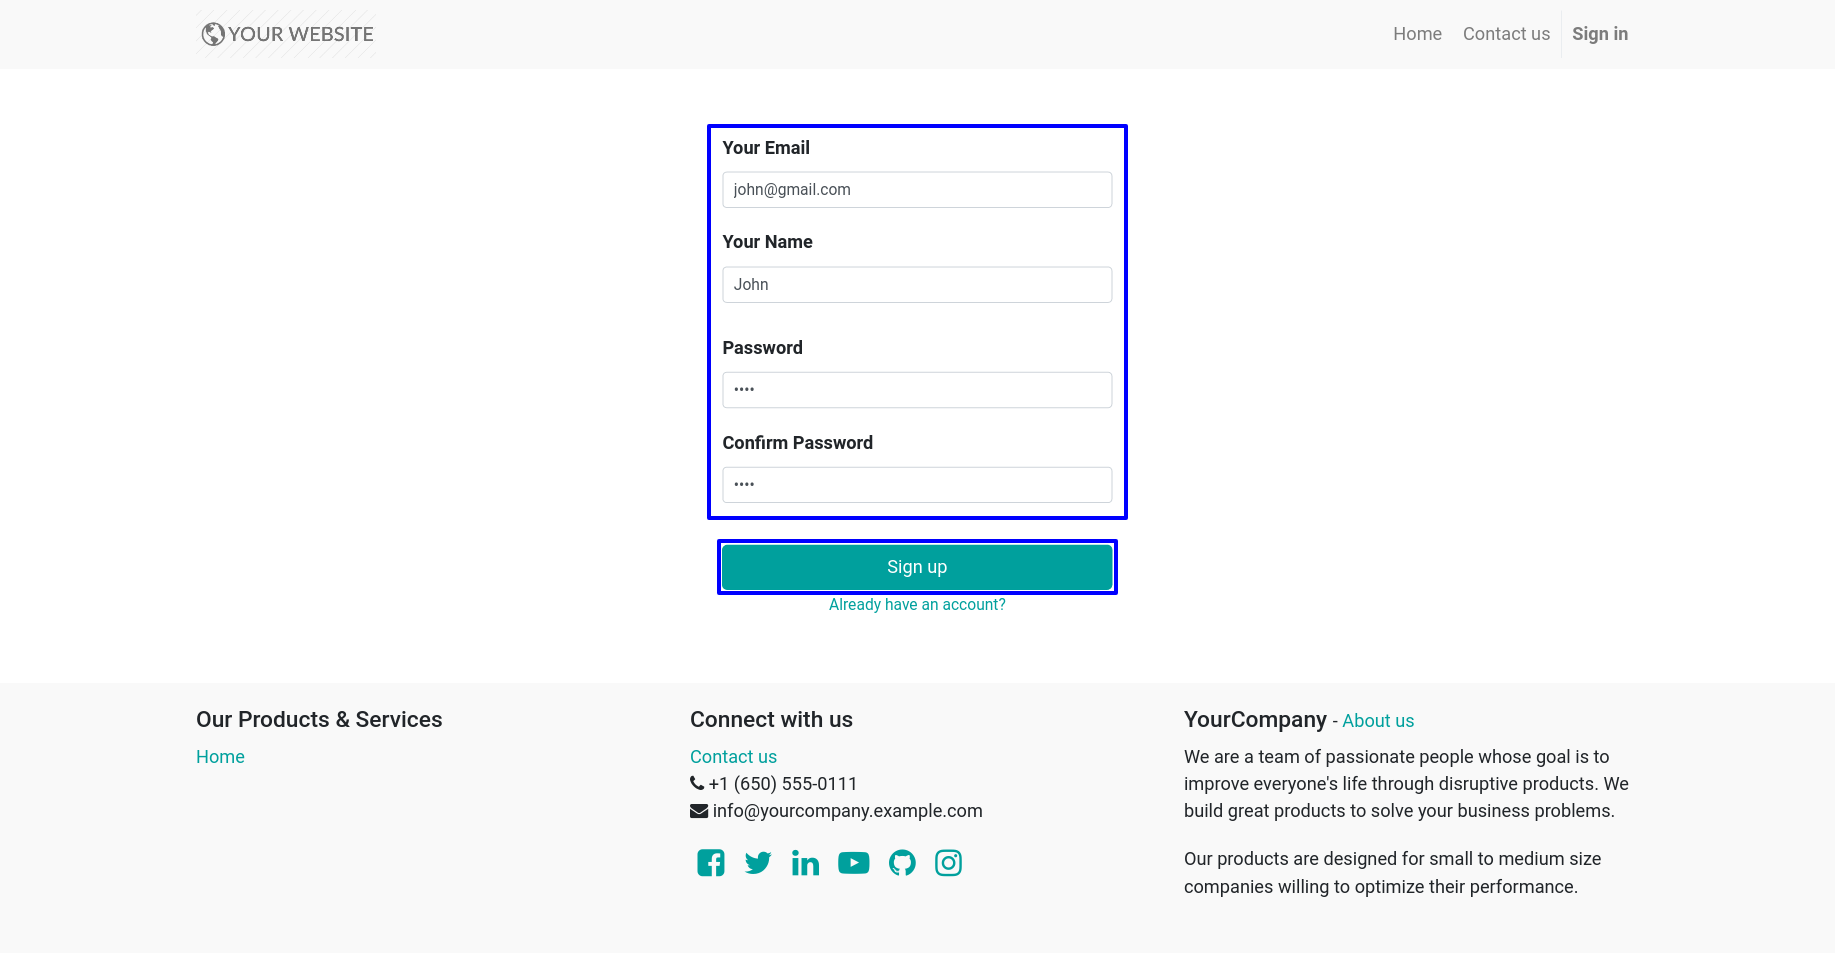 YOUR WEBSITE
Home Contact us Sign in
Your Email
john@gmail.com
Your Name
John
Password
••••
Confirm Password
••••
Sign up
Already have an account?
Our Products & Services
Home
Connect with us
Contact us
+1 (650) 555-0111
info@yourcompany.example.com
YourCompany - About us
We are a team of passionate people whose goal is to
improve everyone's life through disruptive products. We
build great products to solve your business problems.
Our products are designed for small to medium size
companies willing to optimize their performance.